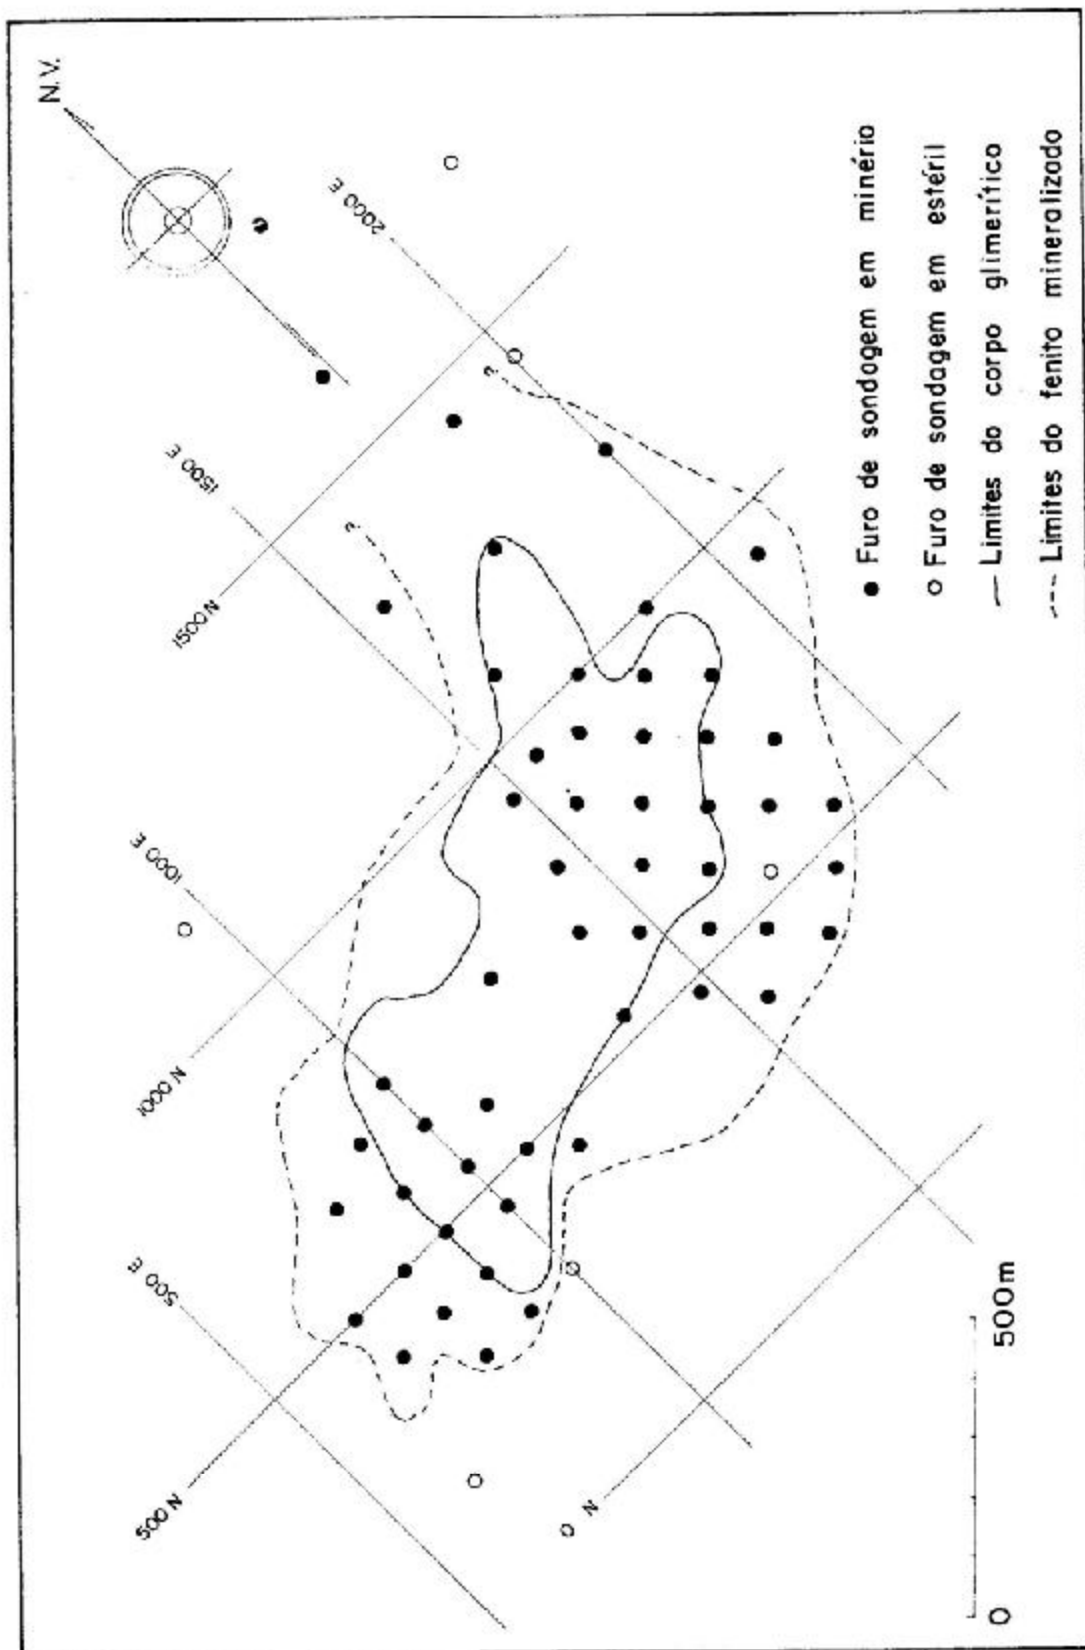 N.V.
2000 E
1500 E
1500 N
1000 E
1000 N
500 E
500 N
0 N
● Furo de sondagem em minério
○ Furo de sondagem em estéril
— Limites do corpo glimerítico
--- Limites do fenito mineralizado
0 500m